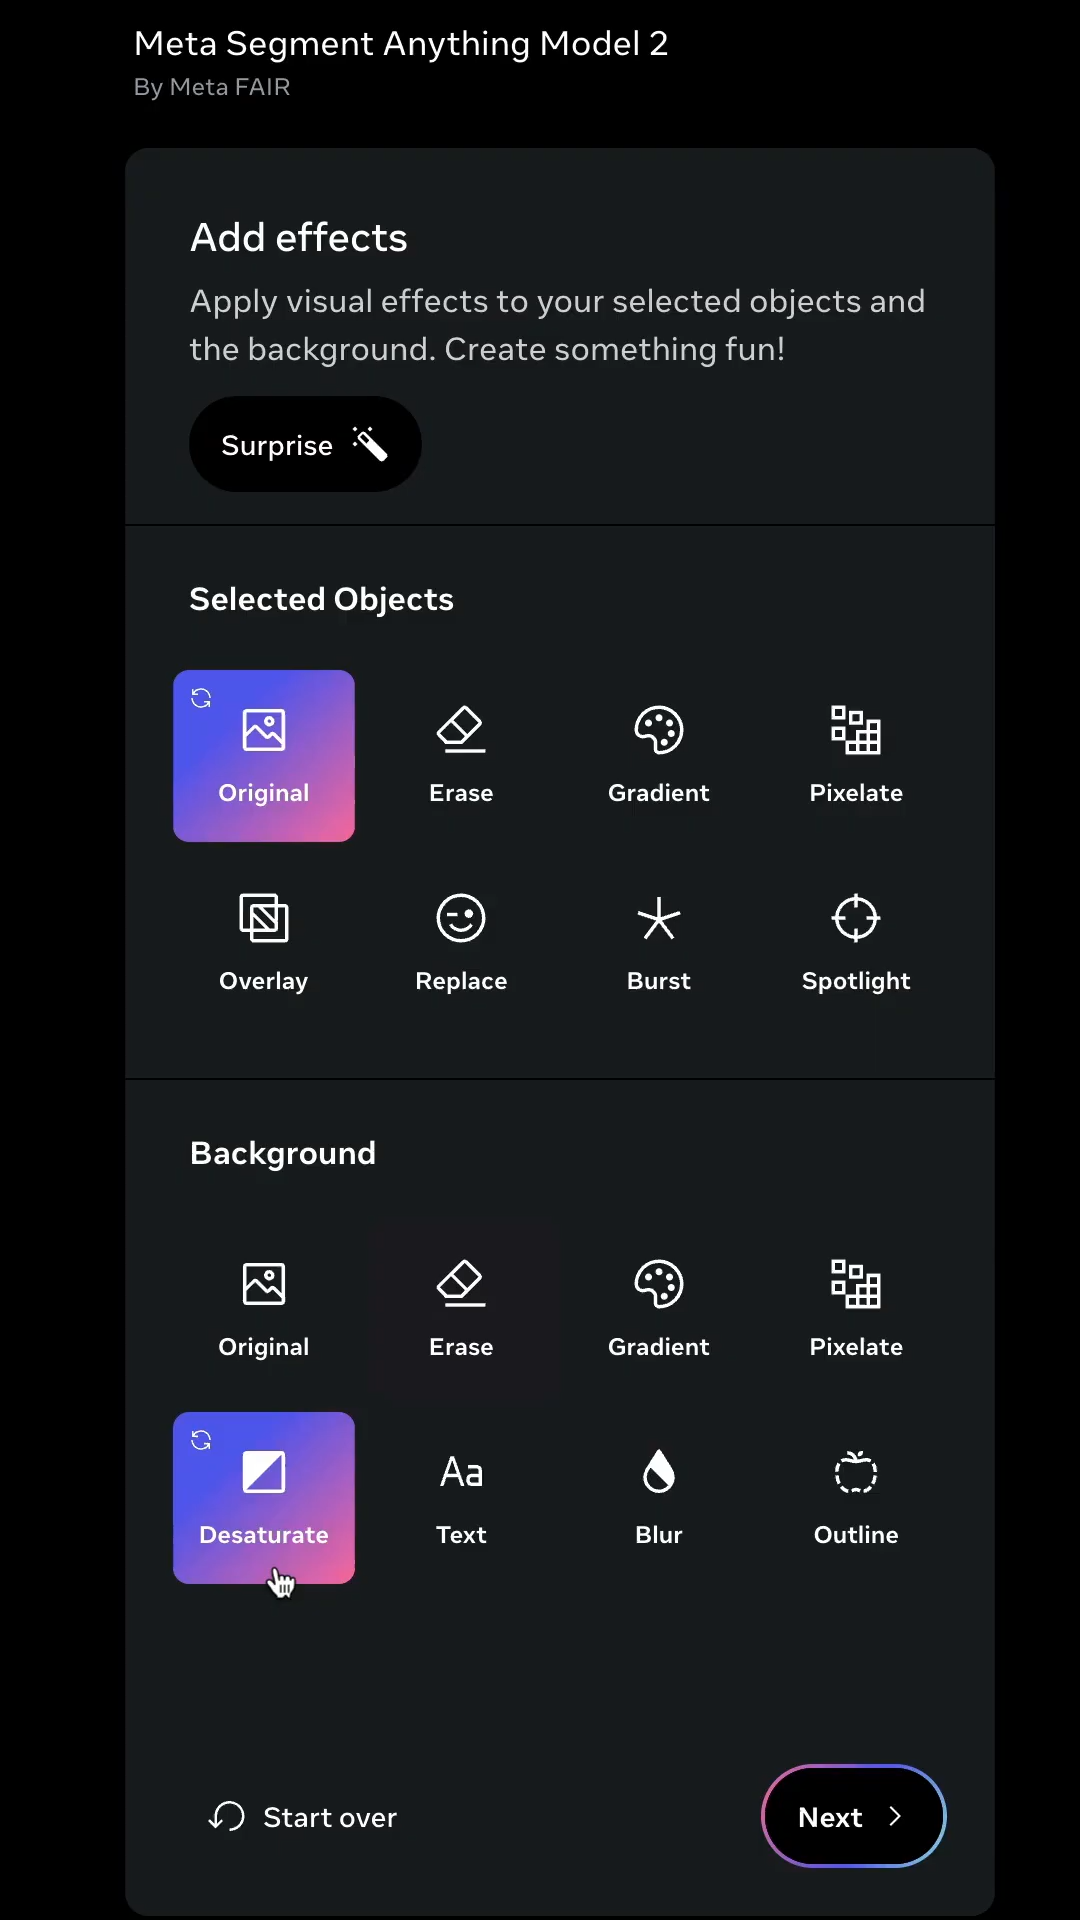 Meta Segment Anything Model 2
By Meta FAIR
Add effects
Apply visual effects to your selected objects and
the background. Create something fun!
Surprise
Selected Objects
Original Erase Gradient Pixelate
Overlay Replace Burst Spotlight
Background
Original Erase Gradient Pixelate
Aa
Desaturate Text Blur Outline
Start over Next